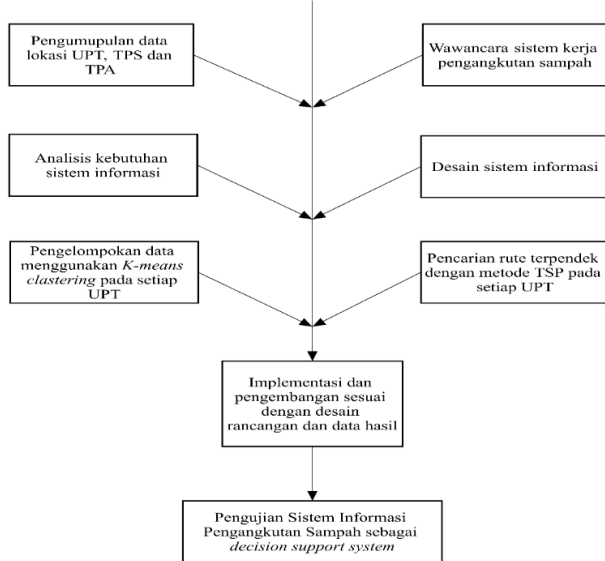 Pengumupulan data
lokasi UPT, TPS dan
TPA
Wawancara sistem kerja
pengangkutan sampah
Analisis kebutuhan
sistem informasi
Desain sistem informasi
Pengelompokan data
menggunakan K-means
clastering pada setiap
UPT
Pencarian rute terpendek
dengan metode TSP pada
setiap UPT
Implementasi dan
pengembangan sesuai
dengan desain
rancangan dan data hasil
Pengujian Sistem Informasi
Pengangkutan Sampah sebagai
decision support system